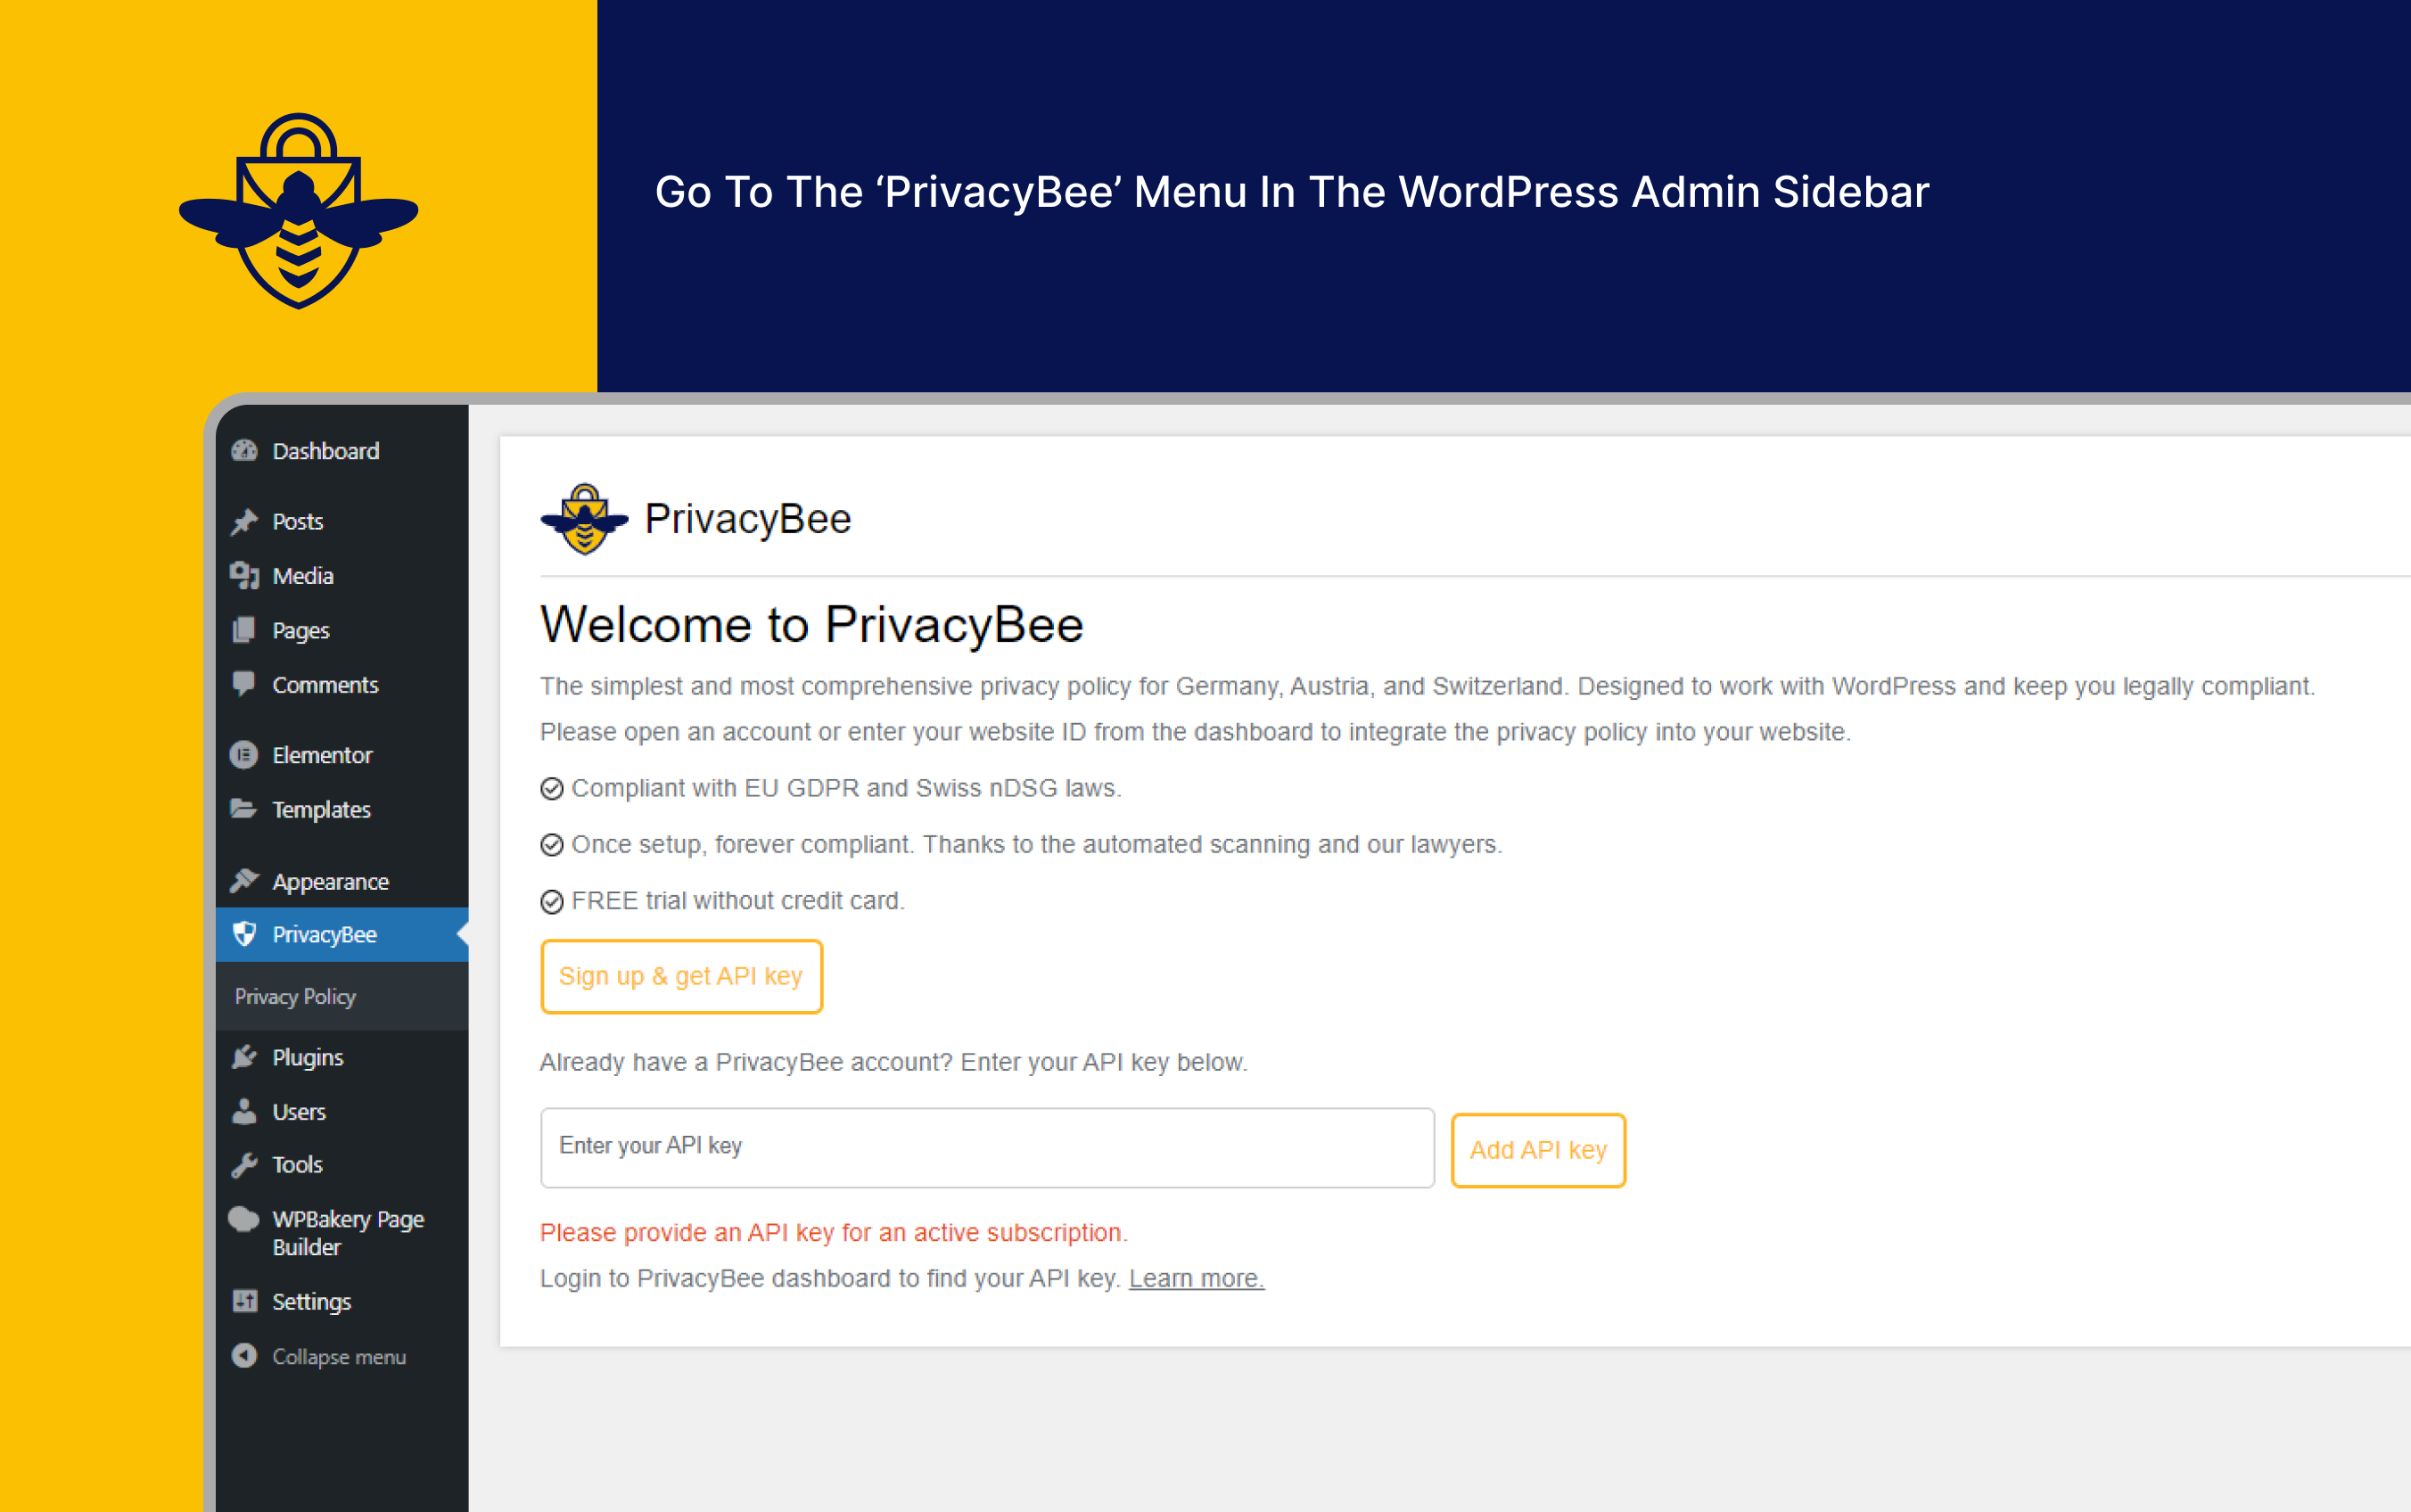 Go To The ‘PrivacyBee’ Menu In The WordPress Admin Sidebar
Dashboard
Posts
Media
Pages
Comments
Elementor
Templates
Appearance
PrivacyBee
Privacy Policy
Plugins
Users
Tools
WPBakery Page
Builder
Settings
Collapse menu
PrivacyBee
Welcome to PrivacyBee
The simplest and most comprehensive privacy policy for Germany, Austria, and Switzerland. Designed to work with WordPress and keep you legally compliant.
Please open an account or enter your website ID from the dashboard to integrate the privacy policy into your website.
Compliant with EU GDPR and Swiss nDSG laws.
Once setup, forever compliant. Thanks to the automated scanning and our lawyers.
FREE trial without credit card.
Sign up & get API key
Already have a PrivacyBee account? Enter your API key below.
Enter your API key
Add API key
Please provide an API key for an active subscription.
Login to PrivacyBee dashboard to find your API key. Learn more.